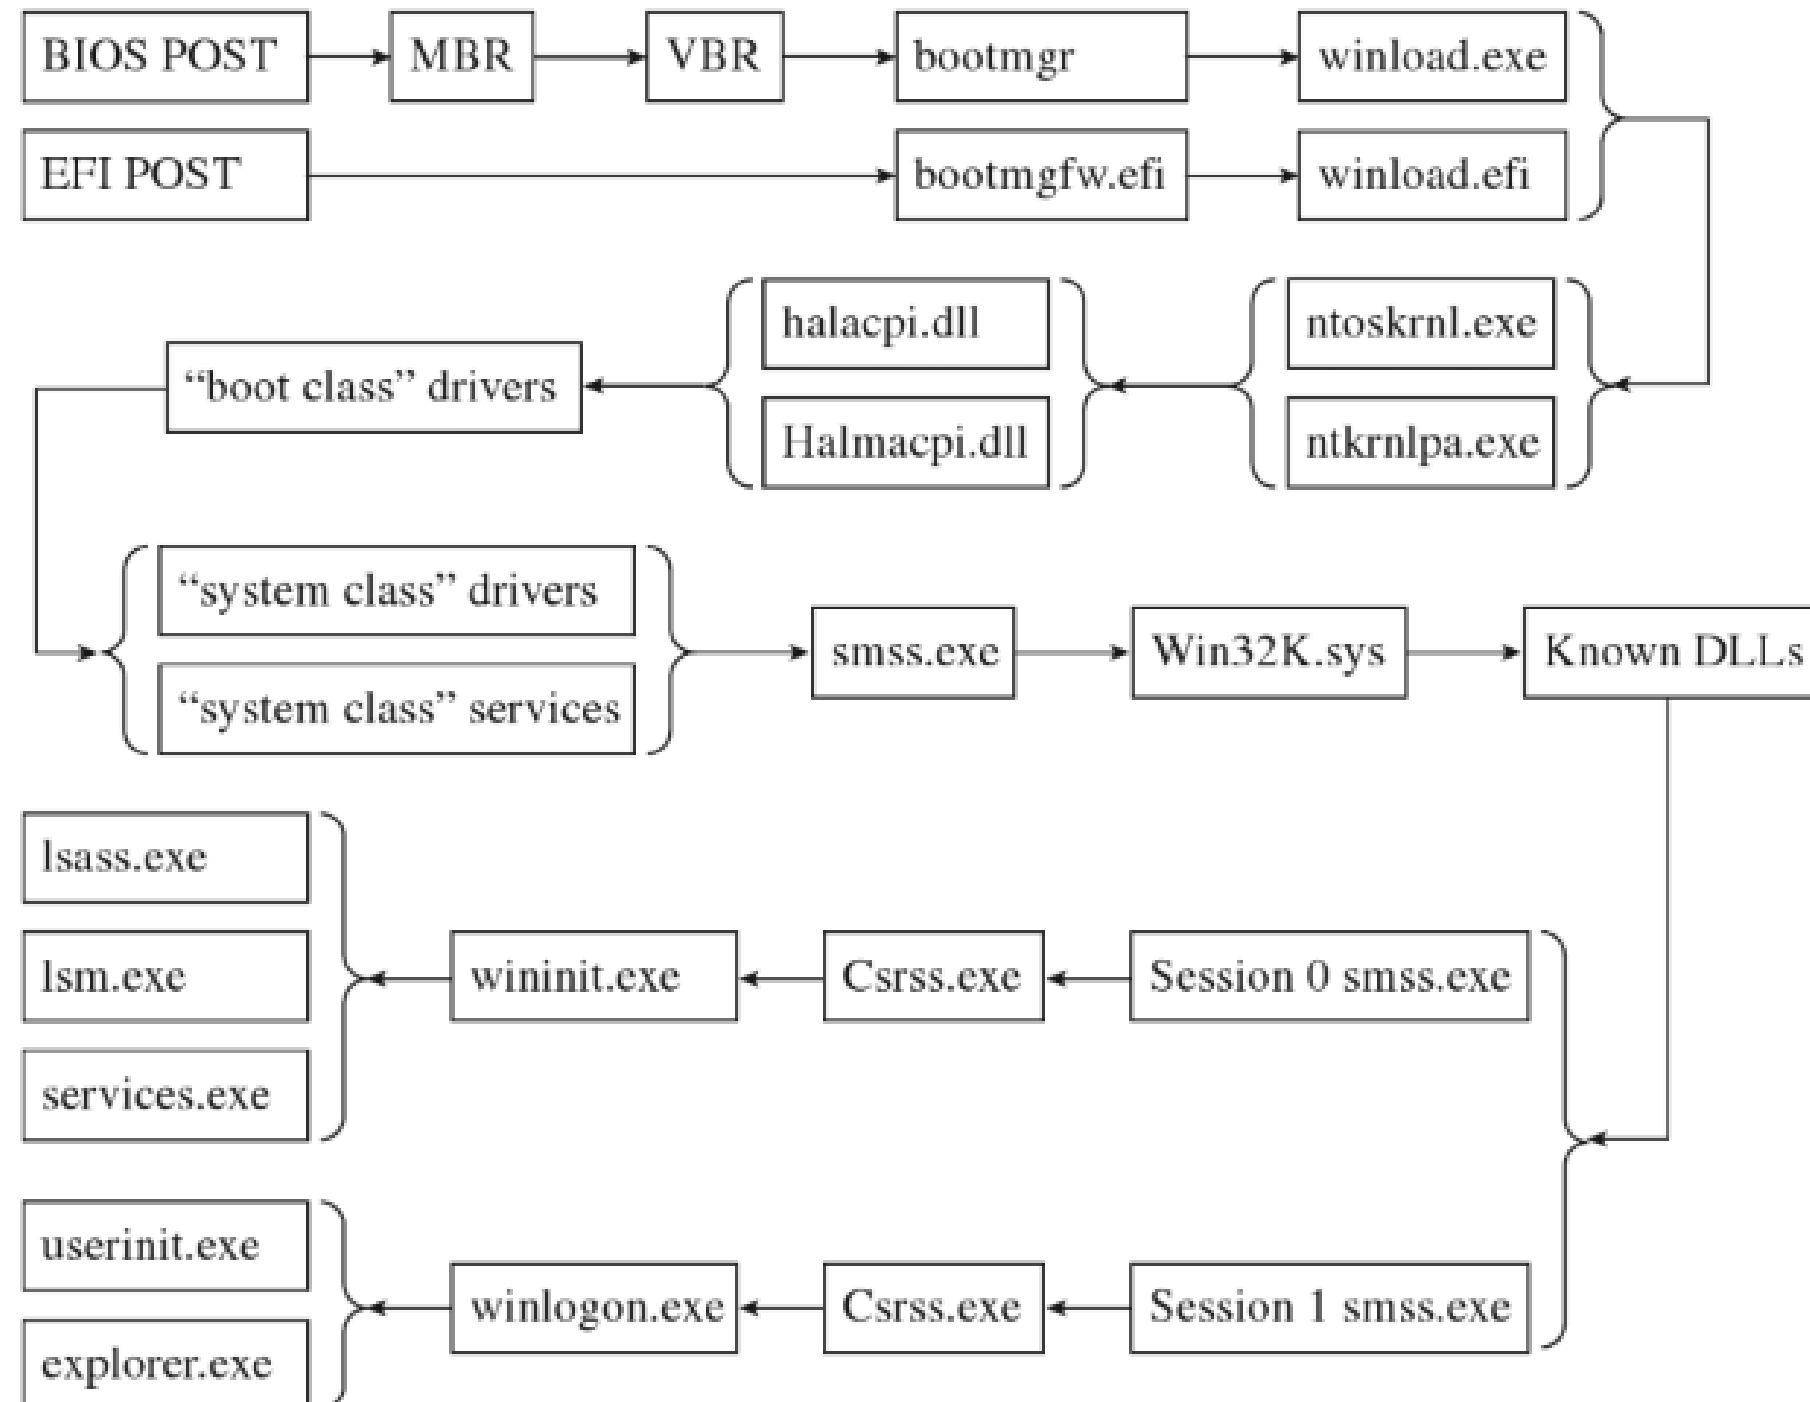 BIOS POST
MBR
VBR
bootmgr
winload.exe
EFI POST
bootmgfw.efi
winload.efi
halacpi.dll
ntoskrnl.exe
“boot class” drivers
Halmacpi.dll
ntkrnlpa.exe
“system class” drivers
smss.exe
Win32K.sys
Known DLLs
“system class” services
lsass.exe
lsm.exe
wininit.exe
Csrss.exe
Session 0 smss.exe
services.exe
userinit.exe
winlogon.exe
Csrss.exe
Session 1 smss.exe
explorer.exe